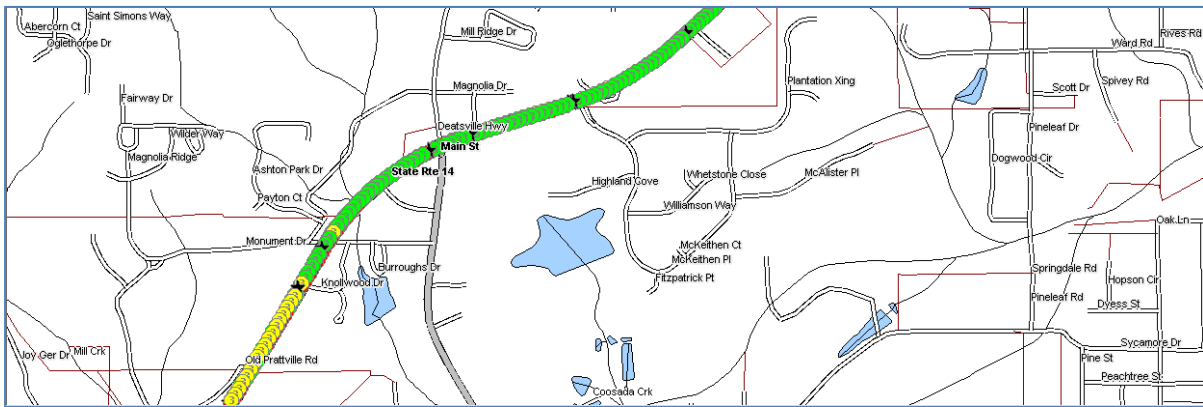 Saint Simons Way
Abercorn Ct
Oglethorpe Dr
Mill Ridge Dr
Rives Rd
Ward Rd
Plantation Xing
Spivey Rd
Scott Dr
Magnolia Dr
Fairway Dr
Deatsville Hwy
Pineleaf Dr
Wilder Way
Main St
Magnolia Ridge
Dogwood Cir
Ashton Park Dr
State Rte 14
Whetstone Close
McAlister Pl
Highland Cove
Payton Ct
Williamson Way
Oak Ln
Monument Dr
McKeithen Ct
McKeithen Pl
Burroughs Dr
Springdale Rd
Fitzpatrick Pt
Hopson Cir
Knollwood Dr
Pineleaf Rd
Dyess St
Sycamore Dr
Joy Ger Dr
Mill Crk
Old Prattville Rd
Pine St
Peachtree St
Coosada Crk